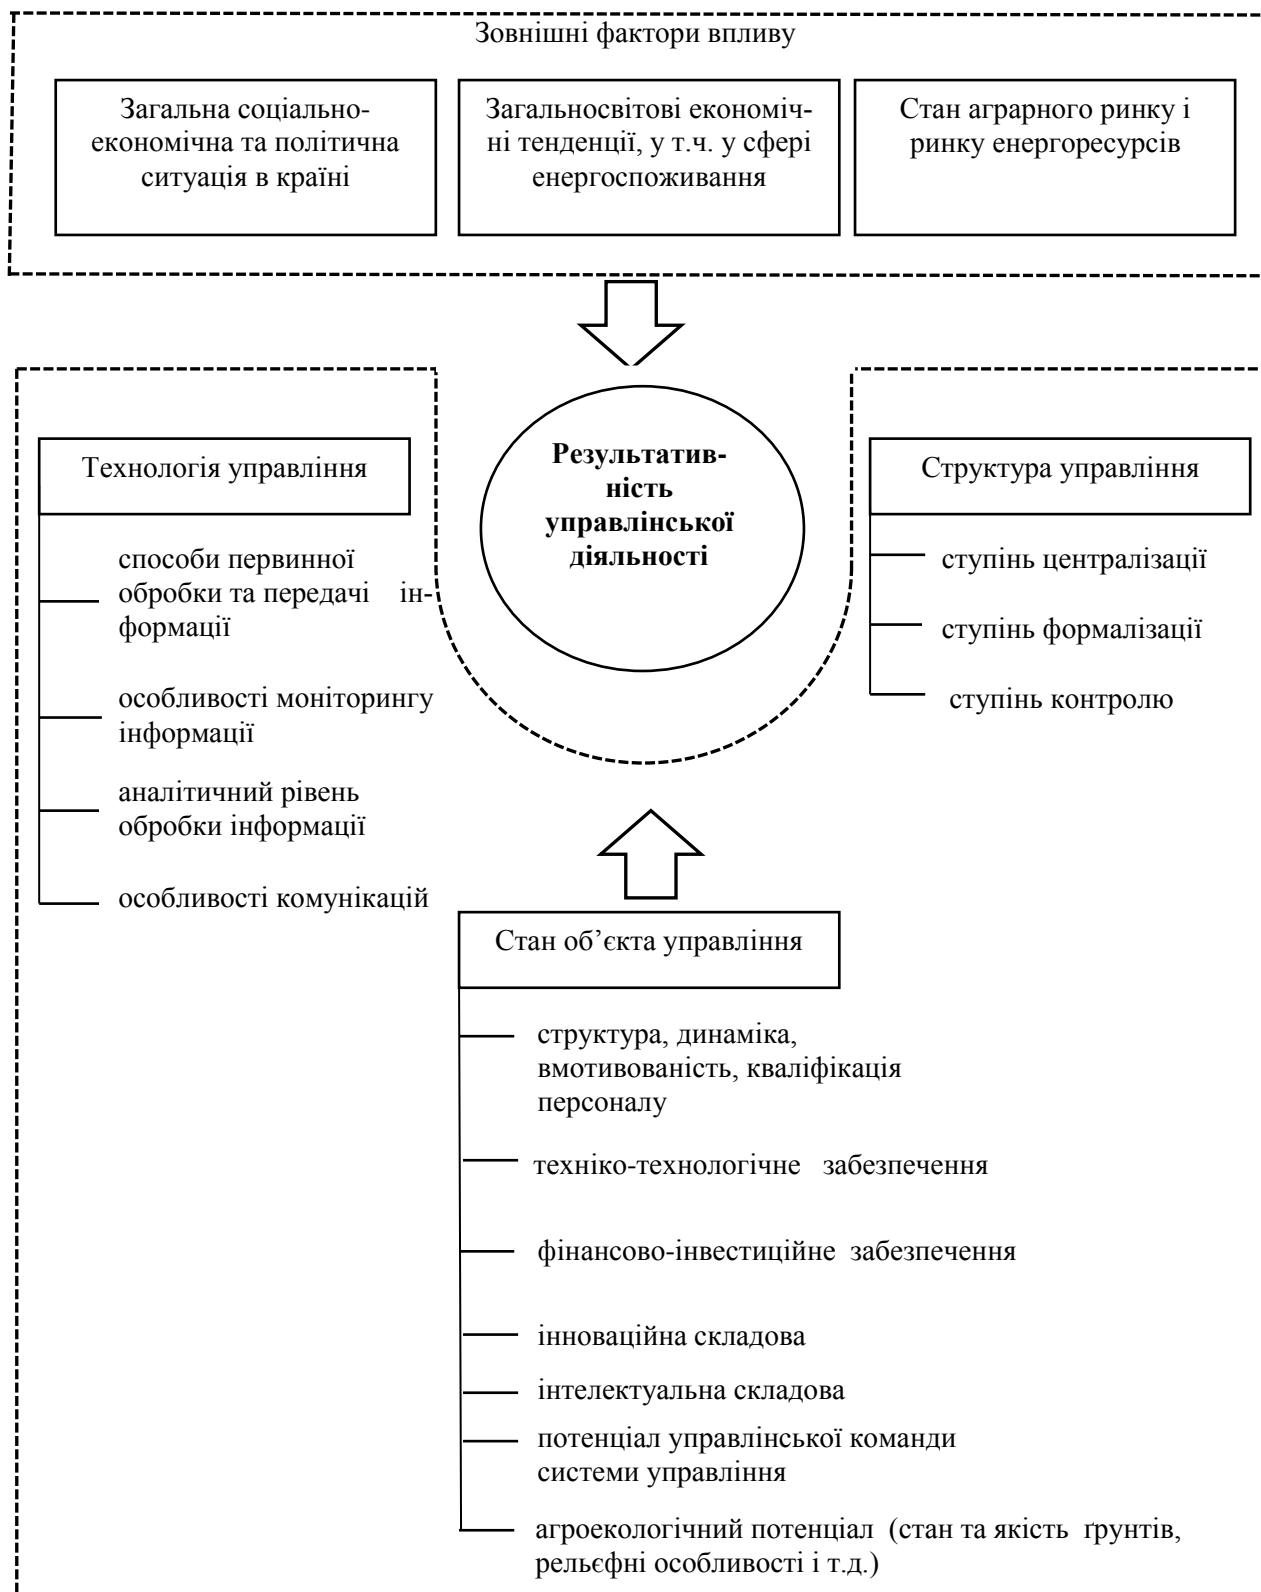 Зовнішні фактори впливу
Загальна соціально-
економічна та політична
ситуація в країні
Загальносвітові економіч-
ні тенденції, у т.ч. у сфері
енергоспоживання
Стан аграрного ринку і
ринку енергоресурсів
Результатив-
ність
управлінської
діяльності
Технологія управління
способи первинної
обробки та передачі ін-
формації
особливості моніторингу
інформації
аналітичний рівень
обробки інформації
особливості комунікацій
Структура управління
ступінь централізації
ступінь формалізації
ступінь контролю
Стан об’єкта управління
структура, динаміка,
вмотивованість, кваліфікація
персоналу
техніко-технологічне забезпечення
фінансово-інвестиційне забезпечення
інноваційна складова
інтелектуальна складова
потенціал управлінської команди
системи управління
агроекологічний потенціал (стан та якість ґрунтів,
рельєфні особливості і т.д.)